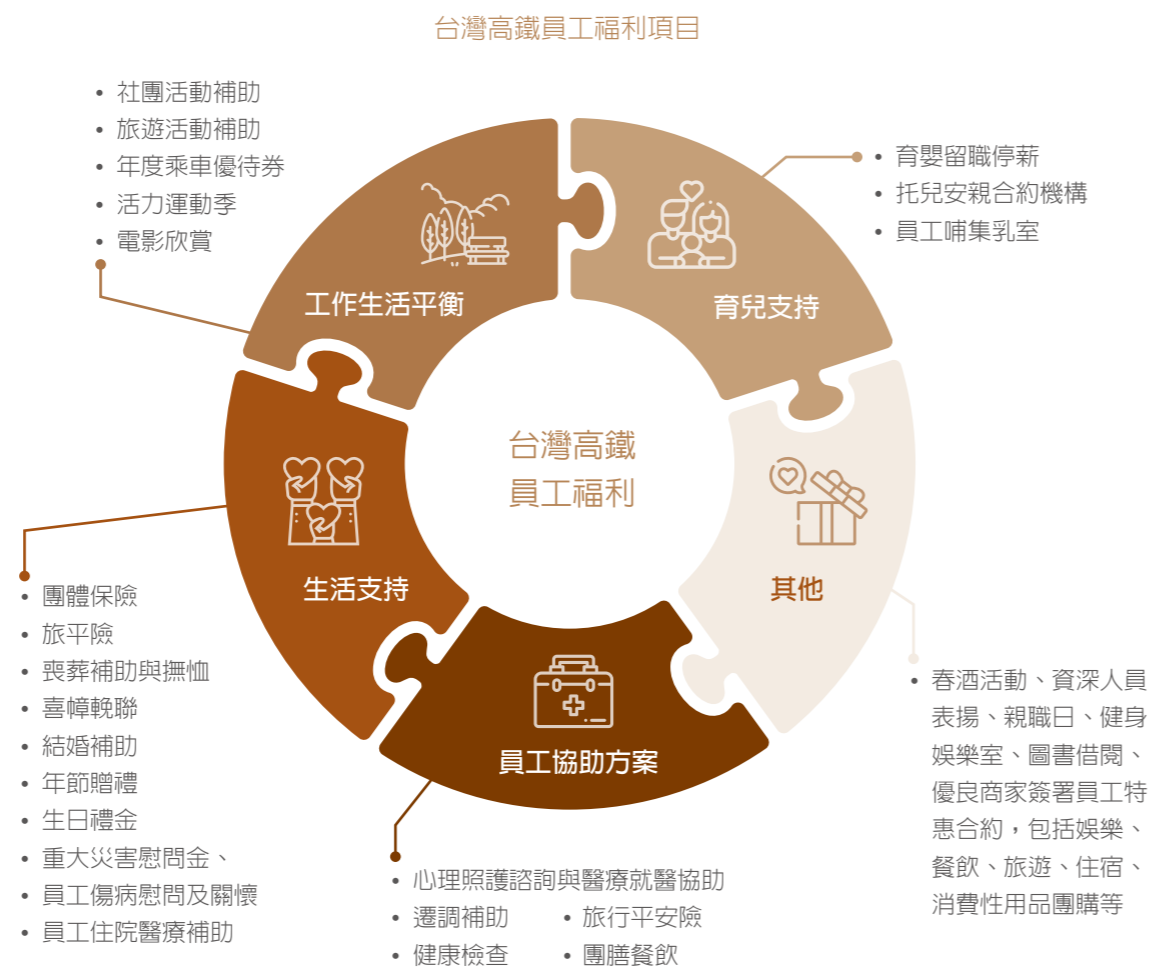 台灣高鐵員工福利項目
• 社團活動補助
• 旅遊活動補助
• 年度乘車優待券
• 活力運動季
• 電影欣賞
工作生活平衡
• 育嬰留職停薪
• 托兒安親合約機構
• 員工哺集乳室
育兒支持
台灣高鐵
員工福利
生活支持
• 團體保險
• 旅平險
• 喪葬補助與撫恤
• 喜幛輓聯
• 結婚補助
• 年節贈禮
• 生日禮金
• 重大災害慰問金、
• 員工傷病慰問及關懷
• 員工住院醫療補助
員工協助方案
• 心理照護諮詢與醫療就醫協助
• 遷調補助 • 旅行平安險
• 健康檢查 • 團膳餐飲
其他
• 春酒活動、資深人員
表揚、親職日、健身
娛樂室、圖書借閱、
優良商家簽署員工特
惠合約，包括娛樂、
餐飲、旅遊、住宿、
消費性用品團購等